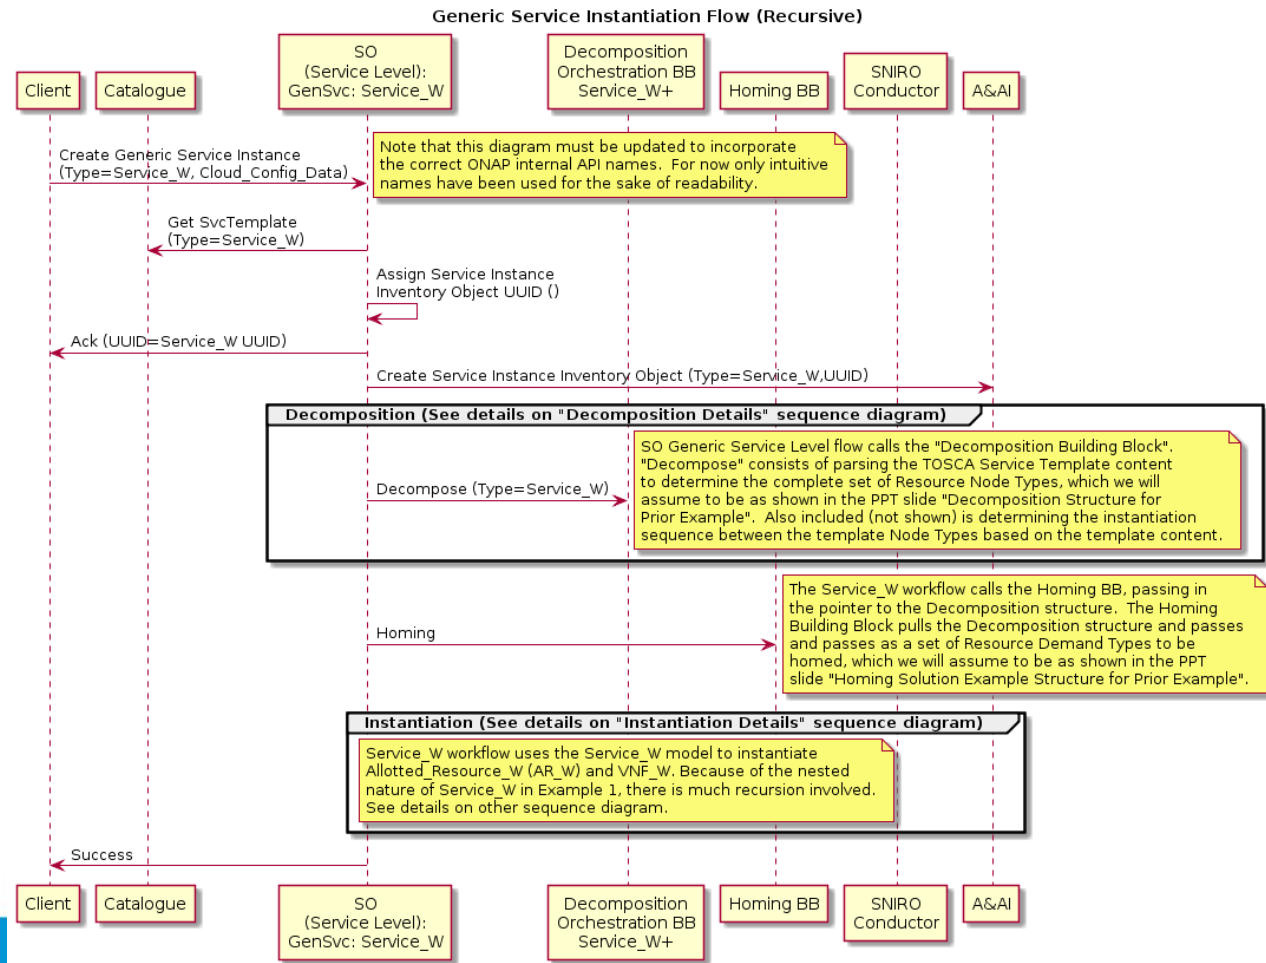 Generic Service Instantiation Flow (Recursive)
Client
Catalogue
SO
(Service Level):
GenSvc: Service_W
Decomposition
Orchestration BB
Service_W+
Homing BB
SNIRO
Conductor
A&AI
Create Generic Service Instance
(Type=Service_W, Cloud_Config_Data)
Note that this diagram must be updated to incorporate
the correct ONAP internal API names.  For now only intuitive
names have been used for the sake of readability.
Get SvcTemplate
(Type=Service_W)
Assign Service Instance
Inventory Object UUID ()
Ack (UUID=Service_W UUID)
Create Service Instance Inventory Object (Type=Service_W,UUID)
Decomposition (See details on "Decomposition Details" sequence diagram)
SO Generic Service Level flow calls the "Decomposition Building Block".
"Decompose" consists of parsing the TOSCA Service Template content
to determine the complete set of Resource Node Types, which we will
assume to be as shown in the PPT slide "Decomposition Structure for
Prior Example".  Also included (not shown) is determining the instantiation
sequence between the template Node Types based on the template content.
Decompose (Type=Service_W)
The Service_W workflow calls the Homing BB, passing in
the pointer to the Decomposition structure.  The Homing
Building Block pulls the Decomposition structure and passes
and passes as a set of Resource Demand Types to be
homed, which we will assume to be as shown in the PPT
slide "Homing Solution Example Structure for Prior Example".
Homing
Instantiation (See details on "Instantiation Details" sequence diagram)
Service_W workflow uses the Service_W model to instantiate
Allotted_Resource_W (AR_W) and VNF_W. Because of the nested
nature of Service_W in Example 1, there is much recursion involved.
See details on other sequence diagram.
Success
Client
Catalogue
SO
(Service Level):
GenSvc: Service_W
Decomposition
Orchestration BB
Service_W+
Homing BB
SNIRO
Conductor
A&AI